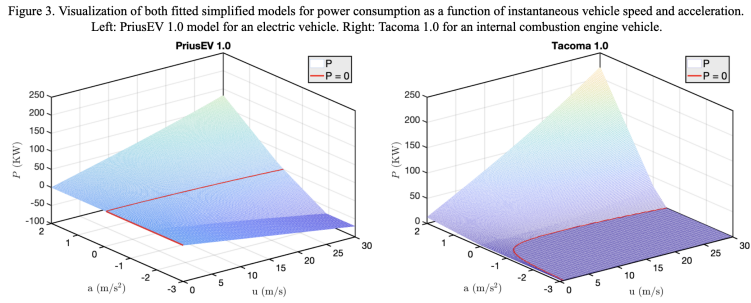 Figure 3. Visualization of both fitted simplified models for power consumption as a function of instantaneous vehicle speed and acceleration.
Left: PriusEV 1.0 model for an electric vehicle. Right: Tacoma 1.0 for an internal combustion engine vehicle.
PriusEV 1.0
P
P = 0
250
200
150
100
50
0
-50
-100
P (KW)
2
1
0
-1
-2
-3
a (m/s²)
0
5
10
15
20
25
30
u (m/s)
Tacoma 1.0
P
P = 0
250
200
150
100
50
0
P (KW)
2
1
0
-1
-2
-3
a (m/s²)
0
5
10
15
20
25
30
u (m/s)